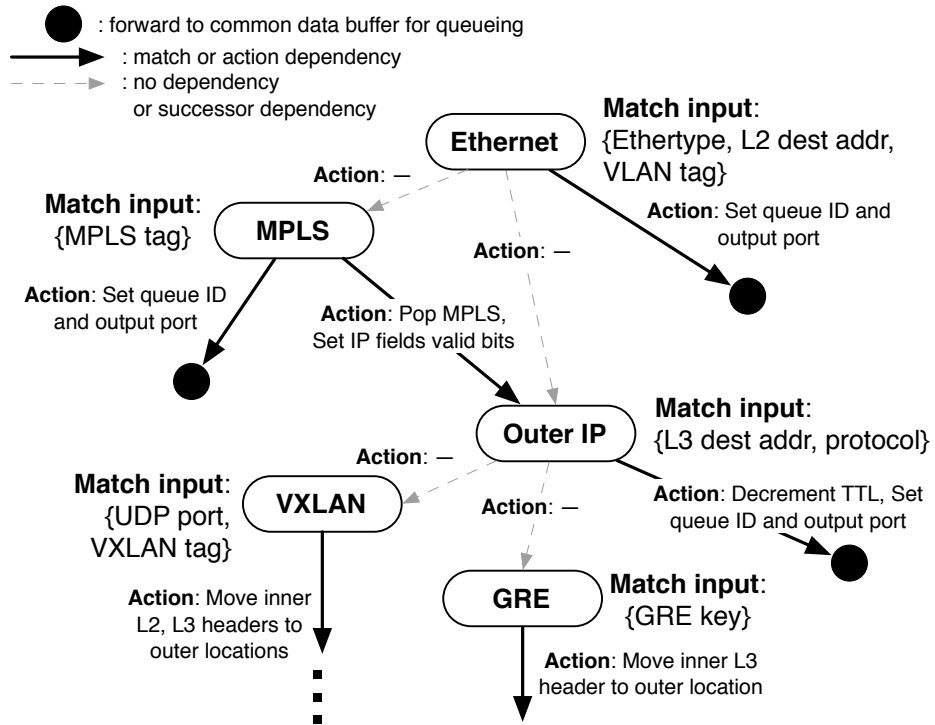 : forward to common data buffer for queueing
: match or action dependency
: no dependency
or successor dependency
Ethernet
Match input:
{Ethertype, L2 dest addr,
VLAN tag}
Action: —
Match input:
{MPLS tag}
MPLS
Action: Set queue ID and
output port
Action: —
Action: Set queue ID
and output port
Action: Pop MPLS,
Set IP fields valid bits
Outer IP
Match input:
{L3 dest addr, protocol}
Action: —
Match input:
{UDP port,
VXLAN tag}
VXLAN
Action: —
Action: Decrement TTL, Set
queue ID and output port
GRE
Match input:
{GRE key}
Action: Move inner
L2, L3 headers to
outer locations
Action: Move inner L3
header to outer location